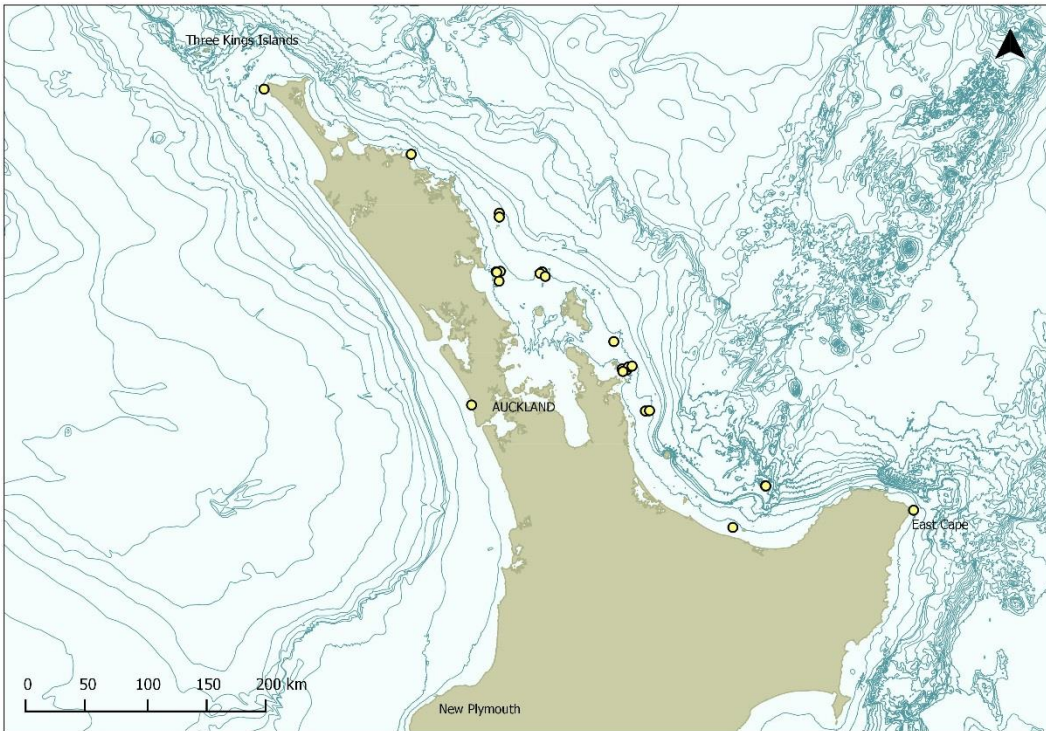 Three Kings Islands
AUCKLAND
East Cape
0 50 100 150 200 km
New Plymouth